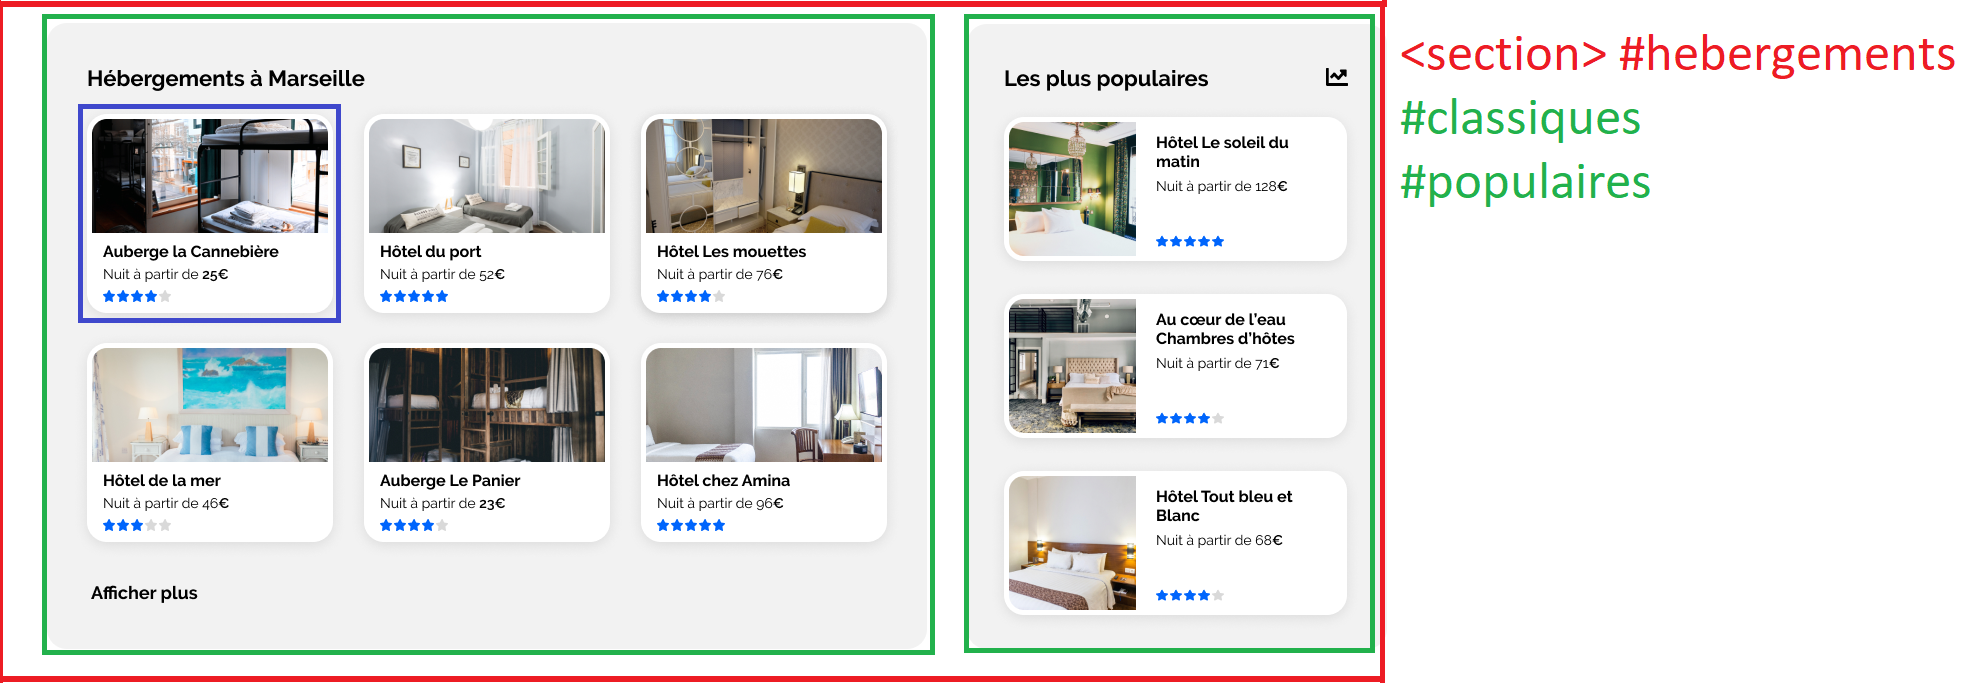 Hébergements à Marseille
Auberge la Cannebière
Nuit à partir de 25€
Hôtel du port
Nuit à partir de 52€
Hôtel Les mouettes
Nuit à partir de 76€
Hôtel de la mer
Nuit à partir de 46€
Auberge Le Panier
Nuit à partir de 23€
Hôtel chez Amina
Nuit à partir de 96€
Afficher plus
Les plus populaires
Hôtel Le soleil du
matin
Nuit à partir de 128€
Au cœur de l'eau
Chambres d'hôtes
Nuit à partir de 71€
Hôtel Tout bleu et
Blanc
Nuit à partir de 68€
<section> #hebergements
#classiques
#populaires